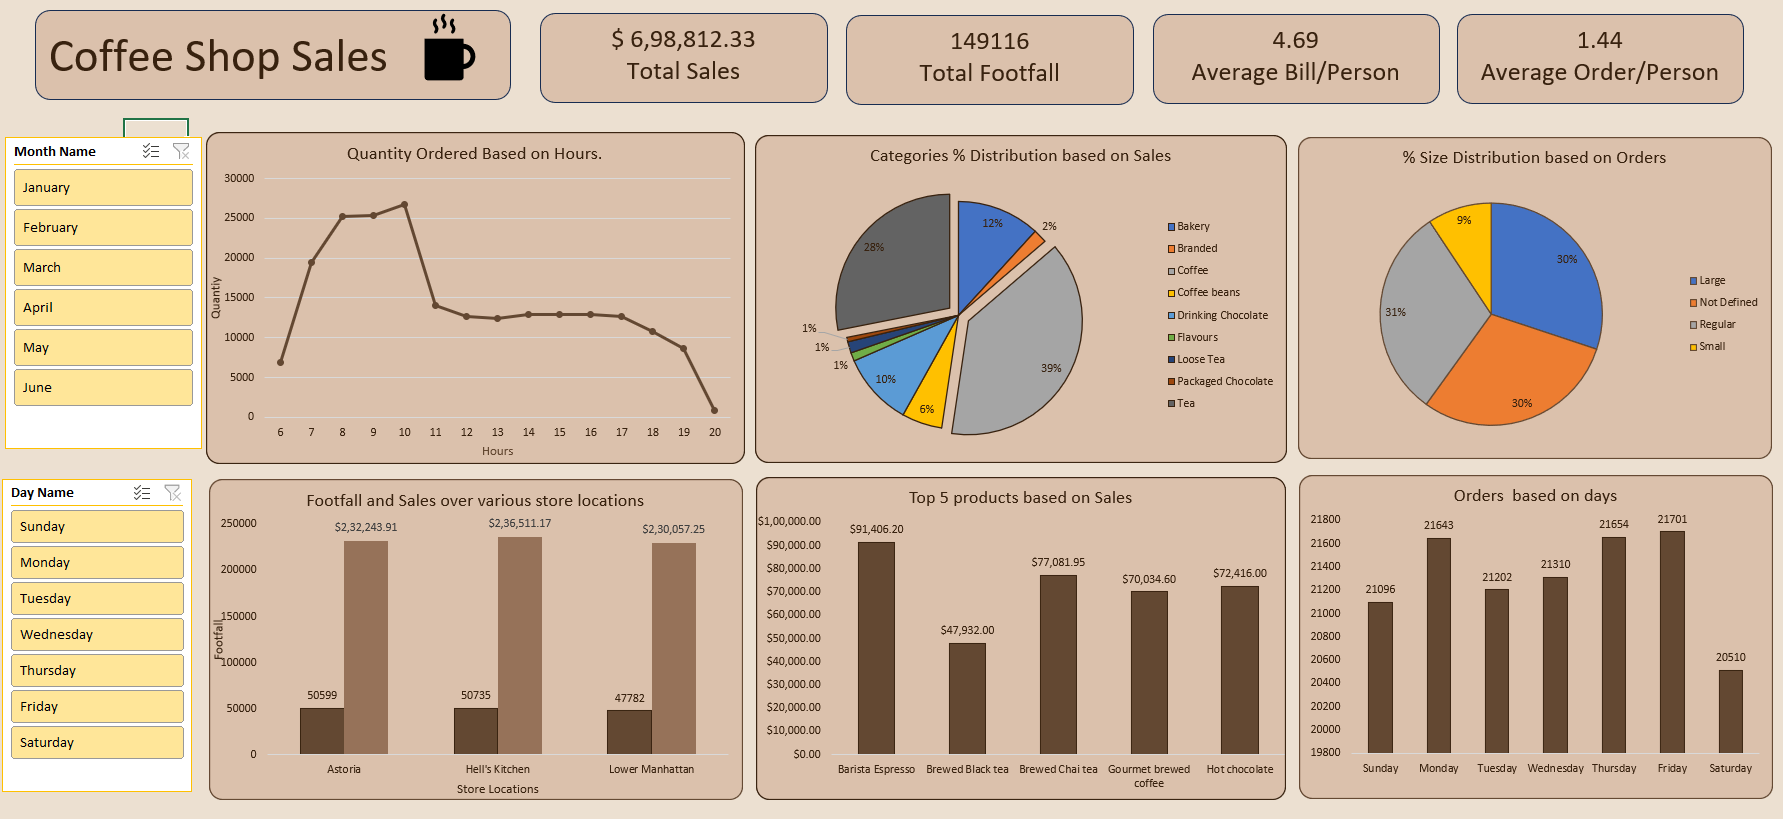 Coffee Shop Sales
$ 6,98,812.33
Total Sales
149116
Total Footfall
4.69
Average Bill/Person
1.44
Average Order/Person
Month Name
January
February
March
April
May
June
Quantity Ordered Based on Hours.
30000
25000
20000
15000
10000
5000
0
Quantiy
6 7 8 9 10 11 12 13 14 15 16 17 18 19 20
Hours
Categories % Distribution based on Sales
12%
2%
39%
6%
10%
1%
1%
1%
28%
Bakery
Branded
Coffee
Coffee beans
Drinking Chocolate
Flavours
Loose Tea
Packaged Chocolate
Tea
% Size Distribution based on Orders
9%
30%
31%
30%
Large
Not Defined
Regular
Small
Day Name
Sunday
Monday
Tuesday
Wednesday
Thursday
Friday
Saturday
Footfall and Sales over various store locations
250000
200000
150000
100000
50000
0
Footfall
$2,32,243.91
$2,36,511.17
$2,30,057.25
50599
50735
47782
Astoria Hell's Kitchen Lower Manhattan
Store Locations
Top 5 products based on Sales
$1,00,000.00
$90,000.00
$80,000.00
$70,000.00
$60,000.00
$50,000.00
$40,000.00
$30,000.00
$20,000.00
$10,000.00
$0.00
$91,406.20
$47,932.00
$77,081.95
$70,034.60
$72,416.00
Barista Espresso Brewed Black tea Brewed Chai tea Gourmet brewed coffee Hot chocolate
Orders based on days
21800
21600
21400
21200
21000
20800
20600
20400
20200
20000
19800
21096
21643
21202
21310
21654
21701
20510
Sunday Monday Tuesday Wednesday Thursday Friday Saturday